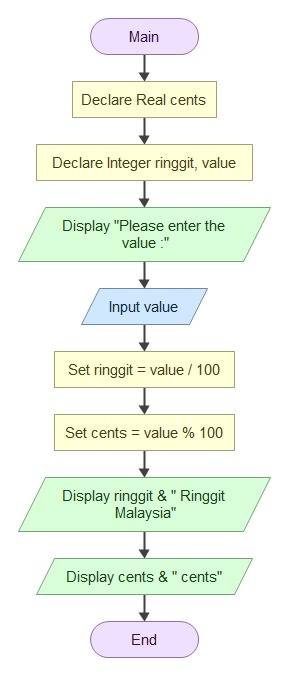 Main
Declare Real cents
Declare Integer ringgit, value
Display "Please enter the
value :"
Input value
Set ringgit = value / 100
Set cents = value % 100
Display ringgit & " Ringgit
Malaysia"
Display cents & " cents"
End